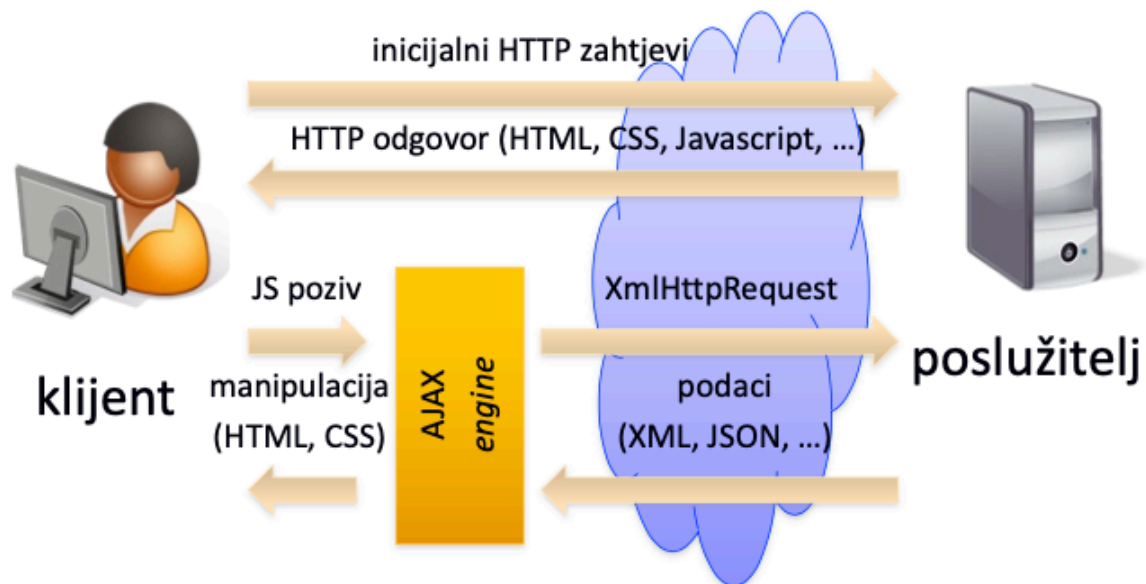 inicijalni HTTP zahtjevi
HTTP odgovor (HTML, CSS, Javascript, ...)
JS poziv
XmlHttpRequest
klijent
manipulacija
(HTML, CSS)
AJAX
engine
podaci
(XML, JSON, ...)
poslužitelj